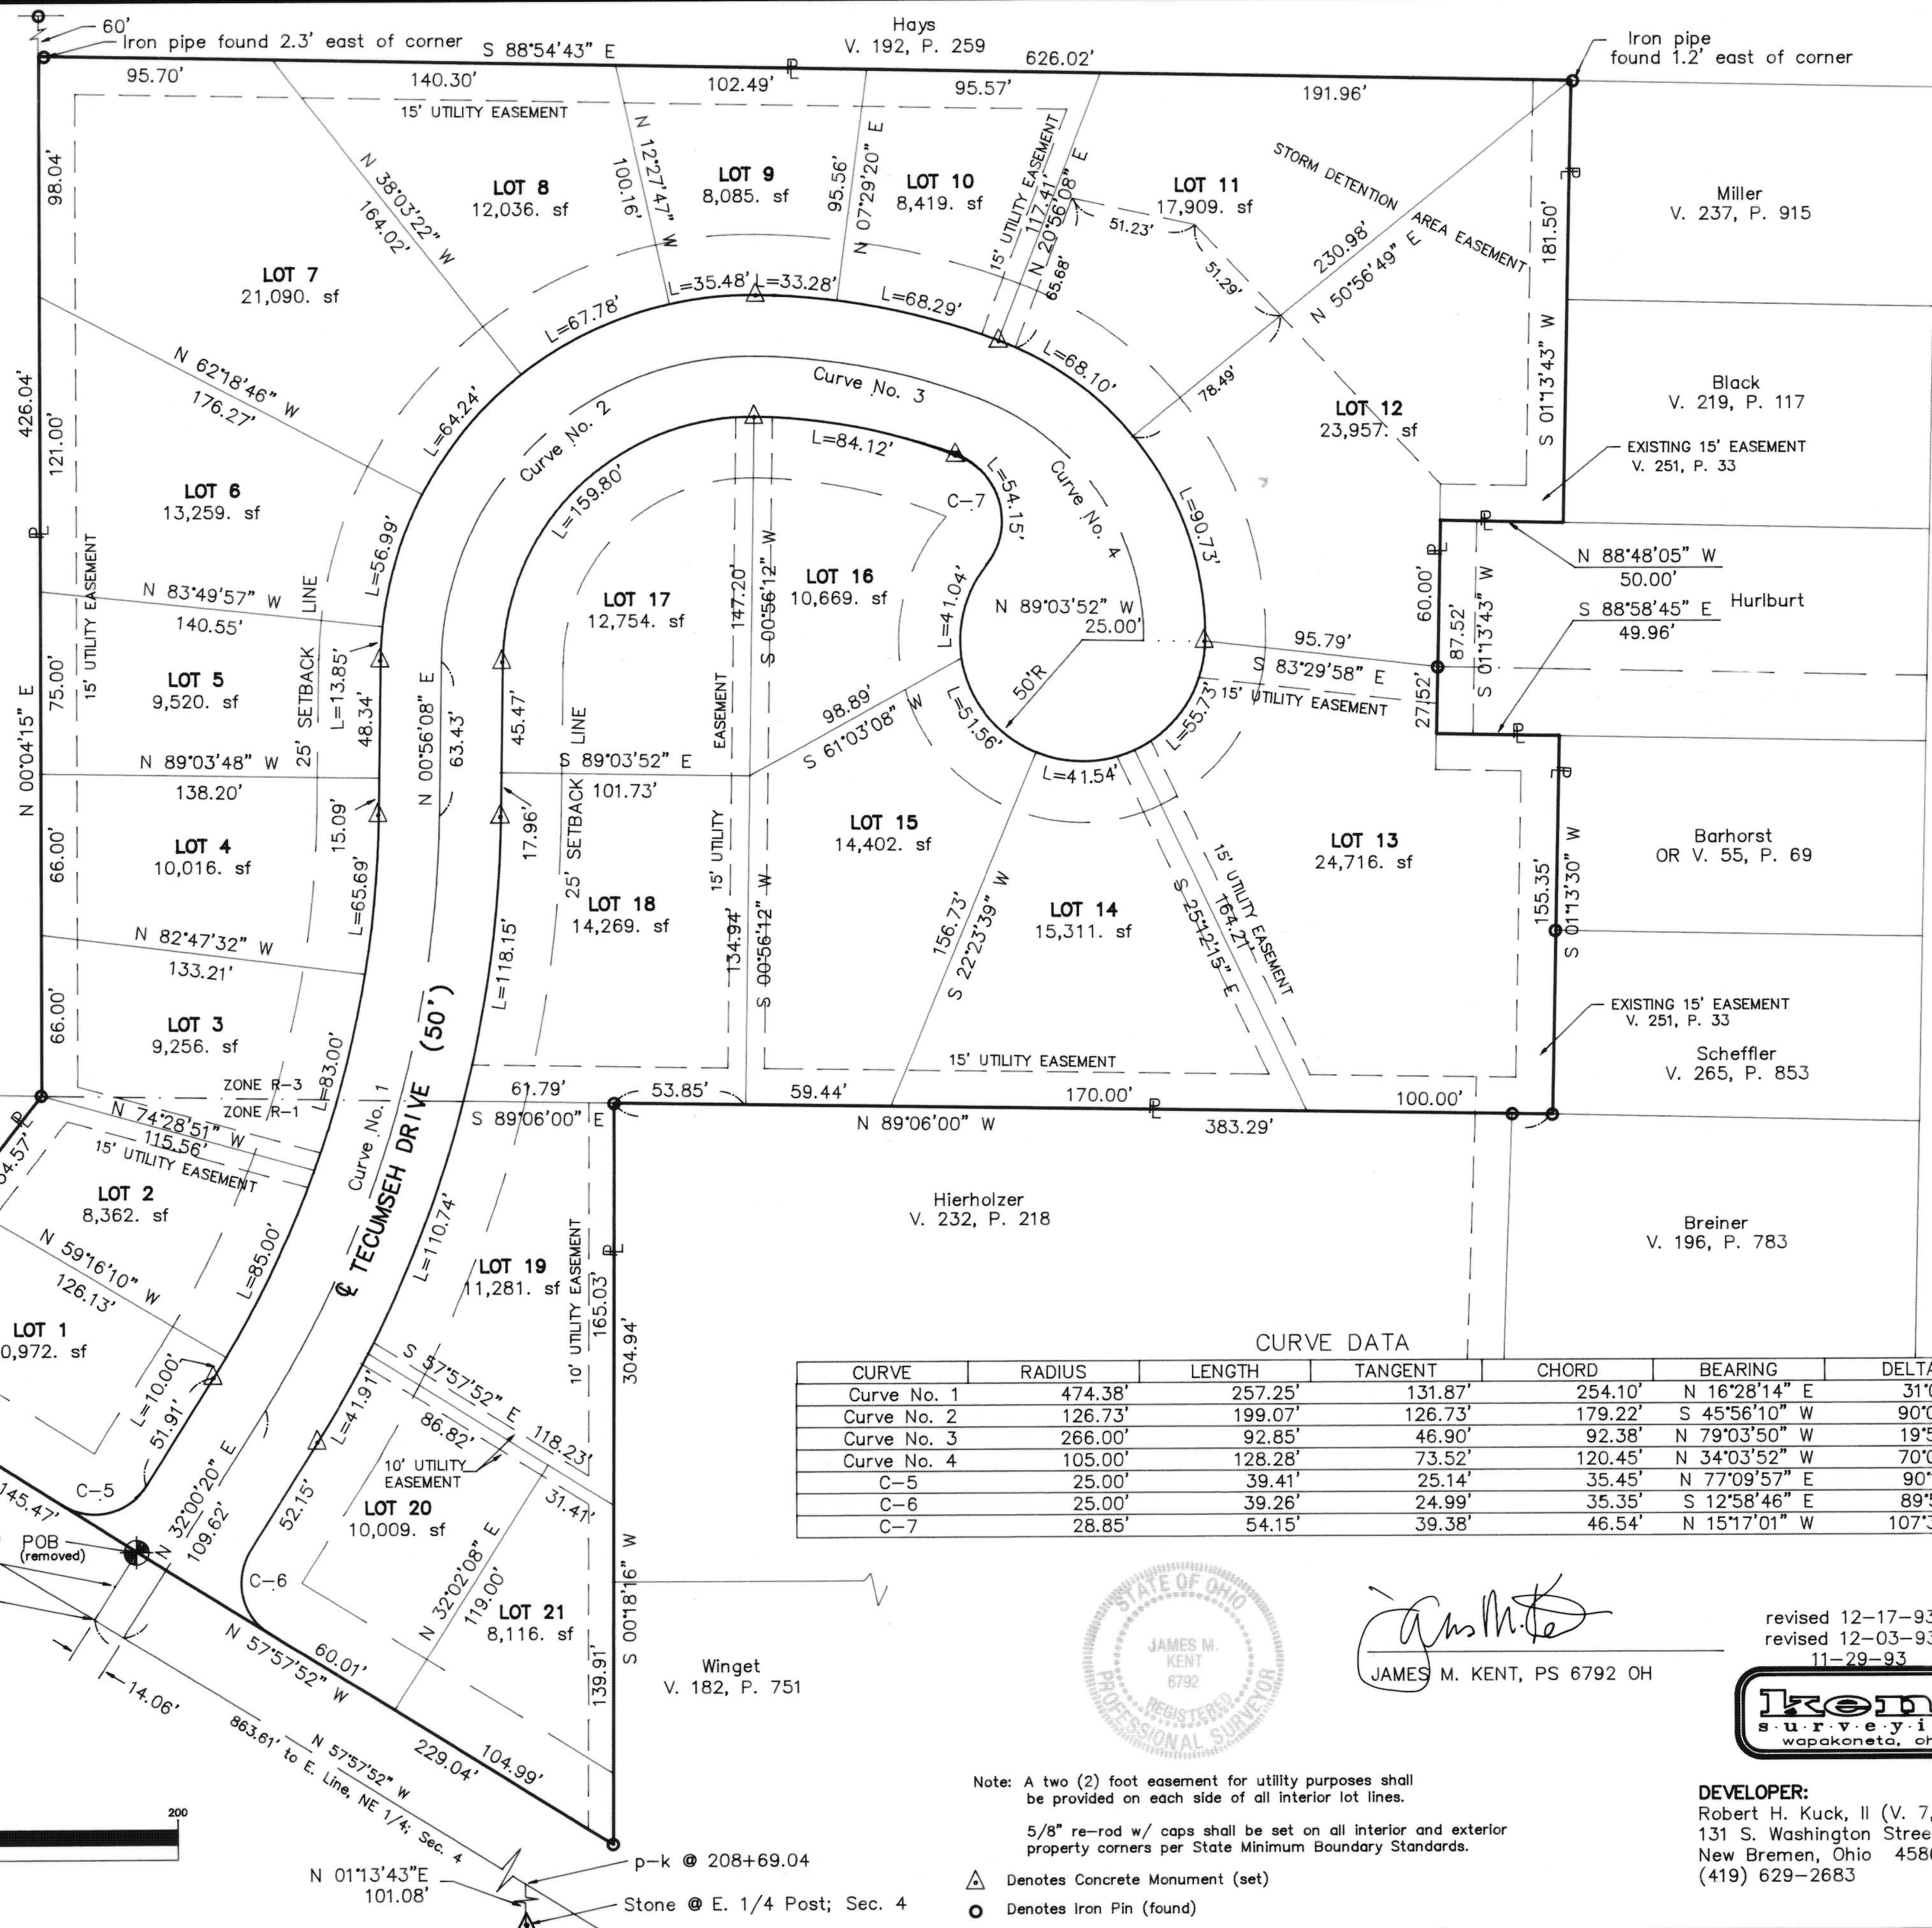 60'
Iron pipe found 2.3' east of corner
S 88°54'43" E
Hays
V. 192, P. 259
626.02'
Iron pipe
found 1.2' east of corner
95.70'
140.30'
102.49'
95.57'
191.96'
15' UTILITY EASEMENT
98.04'
N 38°03'22" W
164.02'
LOT 8
12,036. sf
N 12°27'47" W
100.16'
LOT 9
8,085. sf
95.56'
N 07°29'20" E
LOT 10
8,419. sf
15' UTILITY EASEMENT
117.41'
N 20°56'08" E
65.68'
51.23'
51.29'
LOT 11
17,909. sf
STORM DETENTION AREA EASEMENT
230.98'
N 50°56'49" E
78.49'
181.50'
S 01°13'43" W
Miller
V. 237, P. 915
LOT 7
21,090. sf
L=67.78'
L=35.48'
L=33.28'
L=68.29'
L=68.10'
N 62°18'46" W
176.27'
L=64.24'
Curve No. 2
Curve No. 3
Curve No. 4
LOT 12
23,957. sf
Black
V. 219, P. 117
EXISTING 15' EASEMENT
V. 251, P. 33
426.04'
121.00'
L=159.80'
L=84.12'
L=54.15'
C-7
L=90.73'
LOT 6
13,259. sf
L=56.99'
15' UTILITY EASEMENT
N 83°49'57" W
140.55'
25' SETBACK LINE
LOT 17
12,754. sf
147.20'
S 00°56'12" W
LOT 16
10,669. sf
L=41.04'
N 89°03'52" W
25.00'
50'R
60.00'
87.52'
S 01°13'43" W
N 88°48'05" W
50.00'
S 88°58'45" E
49.96'
Hurlburt
95.79'
S 83°29'58" E
15' UTILITY EASEMENT
27.52'
N 00°04'15" E
75.00'
LOT 5
9,520. sf
L=13.85'
48.34'
N 00°56'08" E
63.43'
45.47'
98.89'
S 61°03'08" W
L=51.56'
L=55.73'
L=41.54'
N 89°03'48" W
138.20'
S 89°03'52" E
101.73'
15' UTILITY EASEMENT
66.00'
LOT 4
10,016. sf
15.09'
L=65.69'
17.96'
25' SETBACK LINE
LOT 15
14,402. sf
LOT 13
24,716. sf
Barhorst
OR V. 55, P. 69
155.35'
S 01°13'30" W
N 82°47'32" W
133.21'
LOT 18
14,269. sf
L=118.15'
134.94'
S 00°56'12" W
156.73'
S 22°23'39" W
LOT 14
15,311. sf
S 25°12'15" E
164.21'
15' UTILITY EASEMENT
66.00'
LOT 3
9,256. sf
L=83.00'
EXISTING 15' EASEMENT
V. 251, P. 33
Scheffler
V. 265, P. 853
ZONE R-3
ZONE R-1
15' UTILITY EASEMENT
61.79'
53.85'
59.44'
170.00'
100.00'
S 89°06'00" E
N 89°06'00" W
383.29'
N 74°28'51" W
115.56'
15' UTILITY EASEMENT
Curve No. 1
℄ TECUMSEH DRIVE (50')
LOT 2
8,362. sf
Hierholzer
V. 232, P. 218
Breiner
V. 196, P. 783
N 59°16'10" W
126.13'
L=85.00'
L=110.74'
LOT 19
11,281. sf
10' UTILITY EASEMENT
165.03'
304.94'
LOT 1
0,972. sf
L=10.00'
51.91'
S 57°57'52" E
118.23'
86.82'
L=41.91'
10' UTILITY
EASEMENT
31.41'
145.47'
C-5
N 32°00'20" E
109.62'
52.15'
LOT 20
10,009. sf
POB
(removed)
C-6
N 32°02'08" E
119.00'
LOT 21
8,116. sf
S 00°18'16" W
139.91'
Winget
V. 182, P. 751
N 57°57'52" W
60.01'
14.06'
229.04'
104.99'
N 57°57'52" W
863.61' to E. Line, NE 1/4; Sec. 4
200
N 01°13'43"E
101.08'
p-k @ 208+69.04
Stone @ E. 1/4 Post; Sec. 4
CURVE DATA
CURVE RADIUS LENGTH TANGENT CHORD BEARING DELTA
Curve No. 1 474.38' 257.25' 131.87' 254.10' N 16°28'14" E 31°
Curve No. 2 126.73' 199.07' 126.73' 179.22' S 45°56'10" W 90°
Curve No. 3 266.00' 92.85' 46.90' 92.38' N 79°03'50" W 19°
Curve No. 4 105.00' 128.28' 73.52' 120.45' N 34°03'52" W 70°
C-5 25.00' 39.41' 25.14' 35.45' N 77°09'57" E 90°
C-6 25.00' 39.26' 24.99' 35.35' S 12°58'46" E 89°
C-7 28.85' 54.15' 39.38' 46.54' N 15°17'01" W 107°
STATE OF OHIO
JAMES M.
KENT
6792
REGISTERED
PROFESSIONAL SURVEYOR
JAMES M. KENT, PS 6792 OH
revised 12-17-93
revised 12-03-93
11-29-93
ken
s·u·r·v·e·y·i
wapakoneta, oh
Note: A two (2) foot easement for utility purposes shall
be provided on each side of all interior lot lines.
5/8" re-rod w/ caps shall be set on all interior and exterior
property corners per State Minimum Boundary Standards.
Denotes Concrete Monument (set)
Denotes Iron Pin (found)
DEVELOPER:
Robert H. Kuck, II (V. 7,
131 S. Washington Stree
New Bremen, Ohio 458
(419) 629-2683